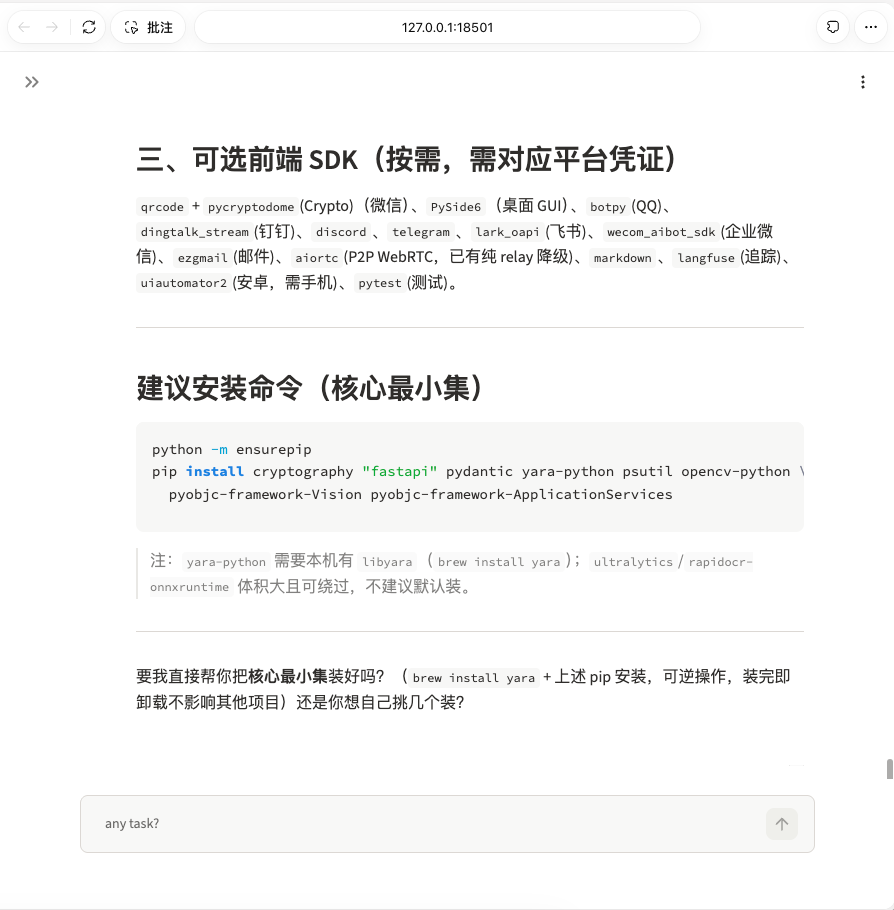 批注
127.0.0.1:18501
三、可选前端 SDK（按需，需对应平台凭证）
qrcode + pycryptodome (Crypto)（微信）、 PySide6 （桌面 GUI）、 botpy (QQ)、
dingtalk_stream (钉钉)、 discord 、 telegram 、 lark_oapi (飞书)、 wecom_aibot_sdk (企业微
信)、 ezgmail (邮件)、 aiortc (P2P WebRTC，已有纯 relay 降级)、 markdown 、 langfuse (追踪)、
uiautomator2 (安卓，需手机)、 pytest (测试)。
建议安装命令（核心最小集）
python -m ensurepip
pip install cryptography "fastapi" pydantic yara-python psutil opencv-python \
  pyobjc-framework-Vision pyobjc-framework-ApplicationServices
注： yara-python 需要本机有 libyara （ brew install yara ）； ultralytics / rapidocr-
onnxruntime 体积大且可绕过，不建议默认装。
要我直接帮你把核心最小集装好吗？（ brew install yara + 上述 pip 安装，可逆操作，装完即
卸载不影响其他项目）还是你想自己挑几个装？
any task?